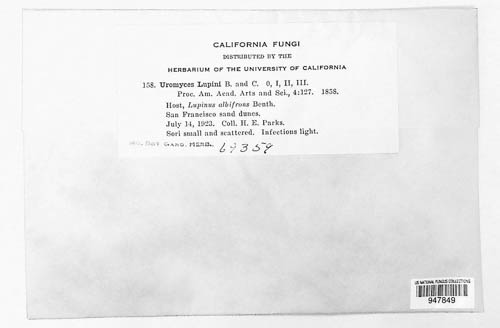 CALIFORNIA FUNGI
DISTRIBUTED BY THE
HERBARIUM OF THE UNIVERSITY OF CALIFORNIA
158. Uromyces Lupini B. and C. 0, I, II, III.
Proc. Am. Acad. Arts and Sci., 4:127. 1858.
Host, Lupinus albifrons Benth.
San Francisco sand dunes.
July 14, 1923. Coll. H. E. Parks.
Sori small and scattered. Infections light.
MO. BOT. GARD. HERB. 67359
US NATIONAL FUNGUS COLLECTIONS
947849